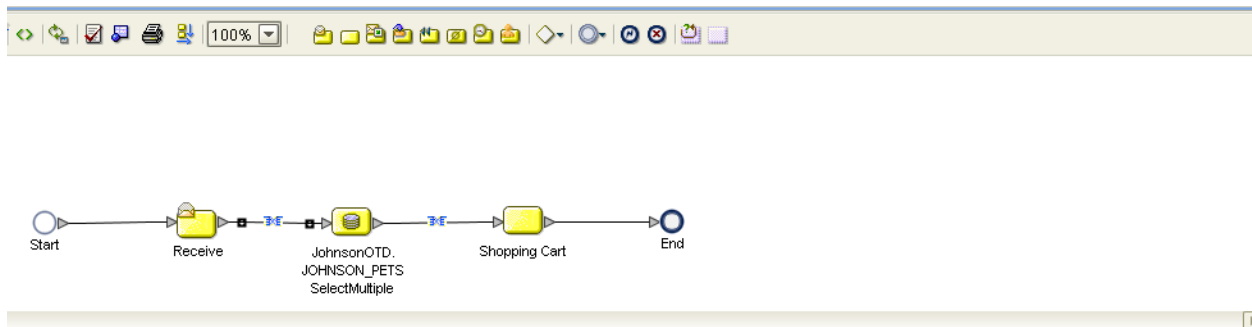 100%
Start
Receive
JohnsonOTD.
JOHNSON_PETS
SelectMultiple
Shopping Cart
End